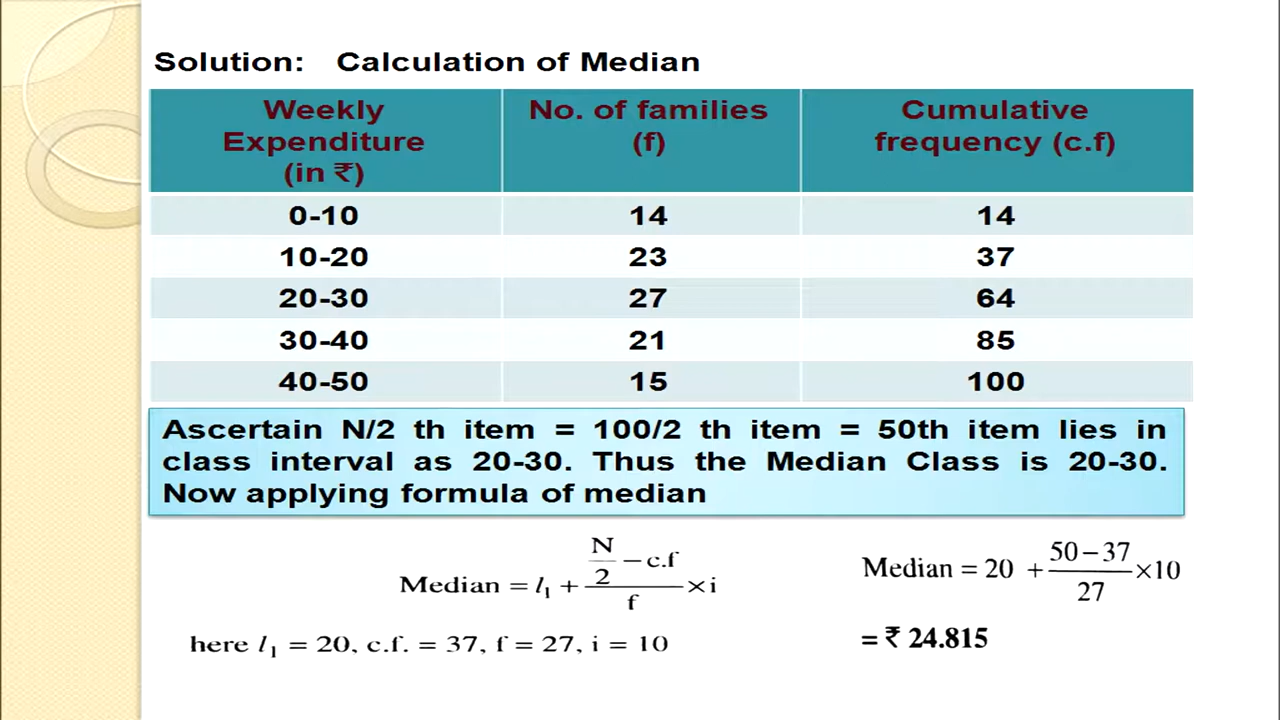 Solution: Calculation of Median
Weekly Expenditure (in ₹) No. of families (f) Cumulative frequency (c.f)
0-10 14 14
10-20 23 37
20-30 27 64
30-40 21 85
40-50 15 100
Ascertain N/2 th item = 100/2 th item = 50th item lies in
class interval as 20-30. Thus the Median Class is 20-30.
Now applying formula of median
Median = l₁ + (N/2 − c.f)/f × i
here l₁ = 20, c.f. = 37, f = 27, i = 10
Median = 20 + (50 − 37)/27 × 10
= ₹ 24.815